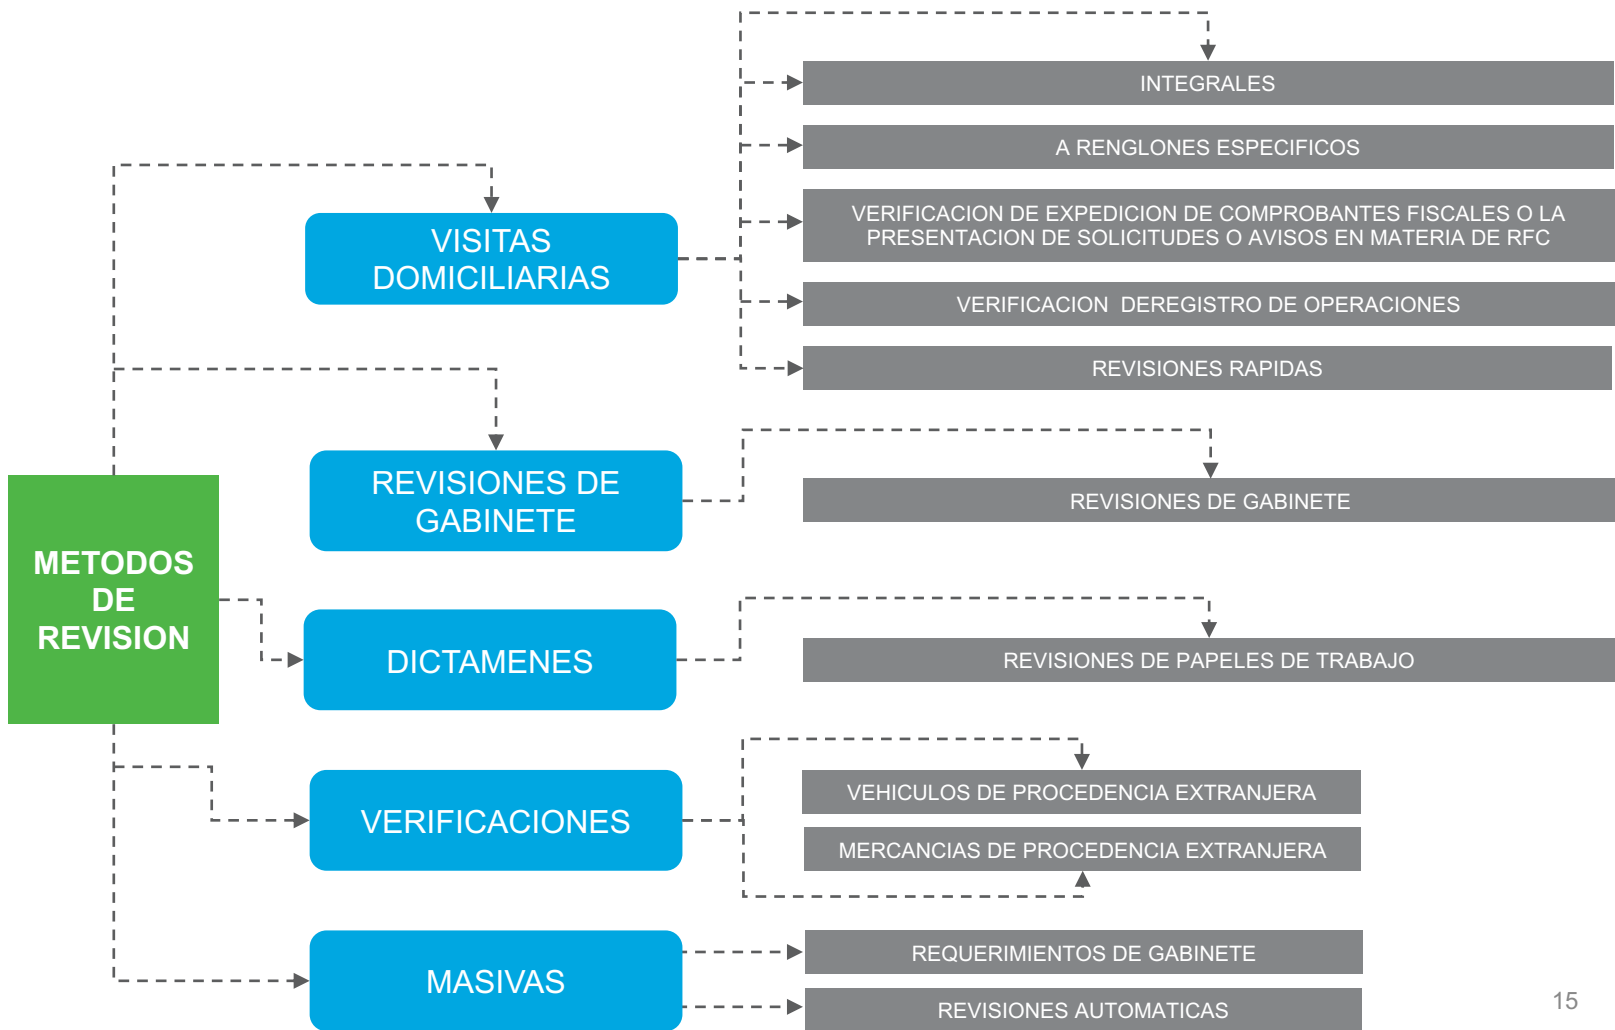 METODOS
DE
REVISION
VISITAS
DOMICILIARIAS
INTEGRALES
A RENGLONES ESPECIFICOS
VERIFICACION DE EXPEDICION DE COMPROBANTES FISCALES O LA
PRESENTACION DE SOLICITUDES O AVISOS EN MATERIA DE RFC
VERIFICACION DEREGISTRO DE OPERACIONES
REVISIONES RAPIDAS
REVISIONES DE
GABINETE
REVISIONES DE GABINETE
DICTAMENES
REVISIONES DE PAPELES DE TRABAJO
VERIFICACIONES
VEHICULOS DE PROCEDENCIA EXTRANJERA
MERCANCIAS DE PROCEDENCIA EXTRANJERA
MASIVAS
REQUERIMIENTOS DE GABINETE
REVISIONES AUTOMATICAS
15